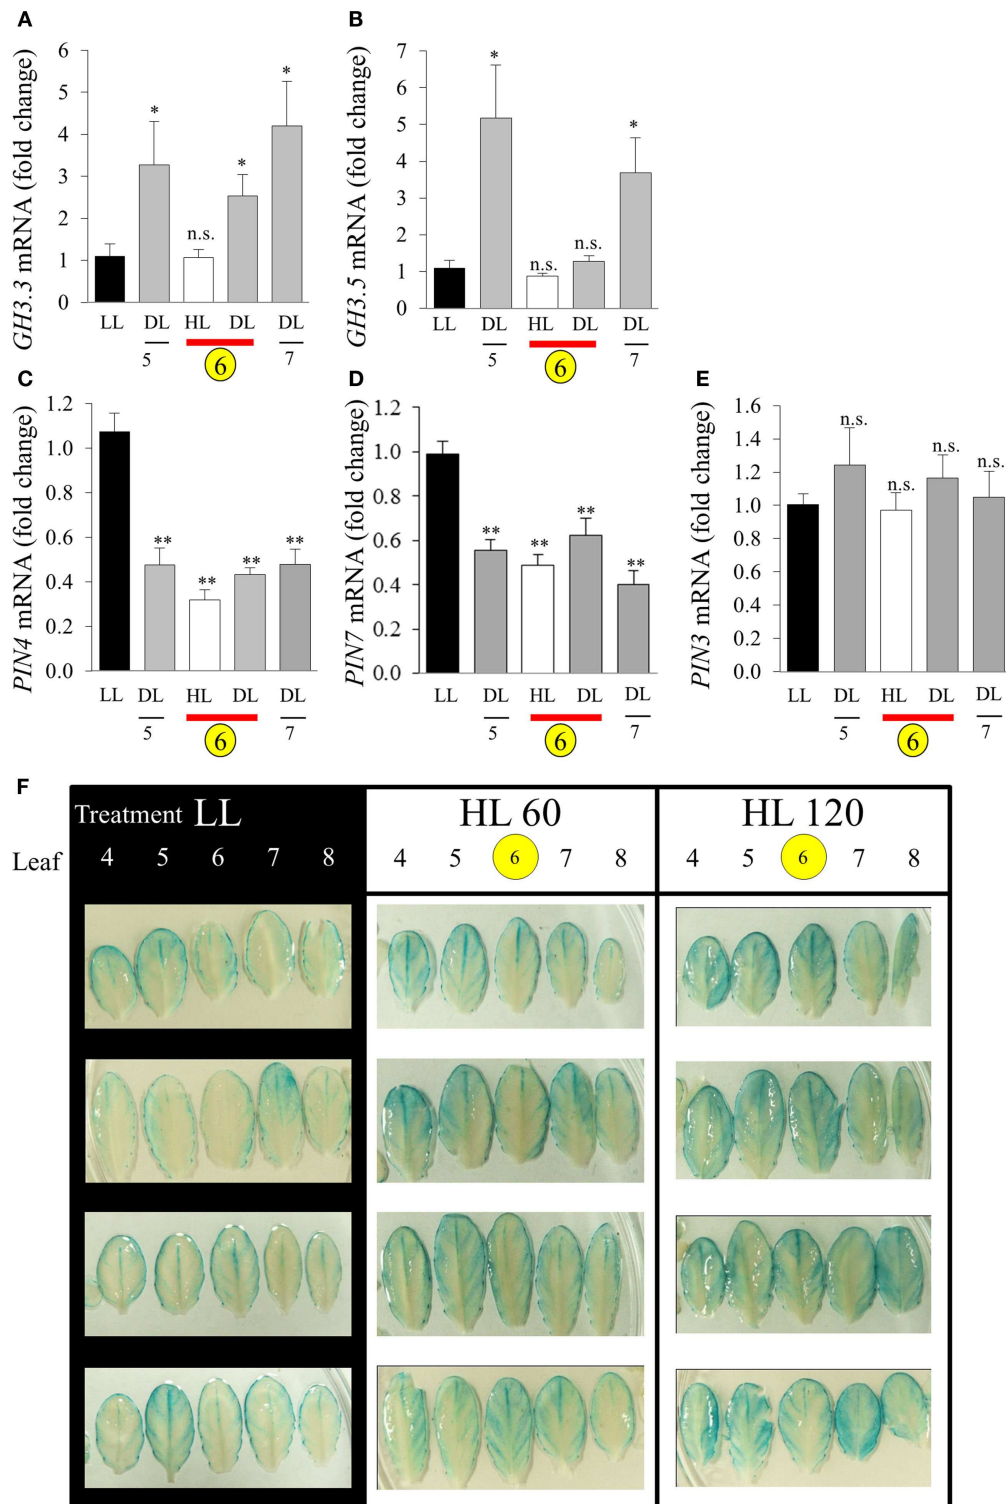 A
GH3.3 mRNA (fold change)
6
5
4
3
2
1
0
*
*
n.s.
*
LL DL HL DL DL
5 6 7
B
GH3.5 mRNA (fold change)
7
6
5
4
3
2
1
0
*
*
n.s.
n.s.
LL DL HL DL DL
5 6 7
C
PIN4 mRNA (fold change)
1.2
1.0
0.8
0.6
0.4
0.2
0.0
** ** ** **
LL DL HL DL DL
5 6 7
D
PIN7 mRNA (fold change)
1.2
1.0
0.8
0.6
0.4
0.2
0.0
** ** ** **
LL DL HL DL DL
5 6 7
E
PIN3 mRNA (fold change)
1.6
1.4
1.2
1.0
0.8
0.6
0.4
0.2
0.0
n.s. n.s. n.s. n.s.
LL DL HL DL DL
5 6 7
F
Treatment LL HL 60 HL 120
Leaf 4 5 6 7 8 4 5 6 7 8 4 5 6 7 8